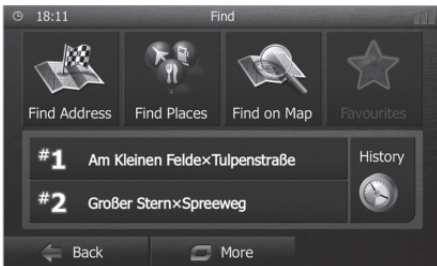 18:11 Find
Find Address Find Places Find on Map Favourites
#1 Am Kleinen Felde×Tulpenstraße History
#2 Großer Stern×Spreeweg
Back More